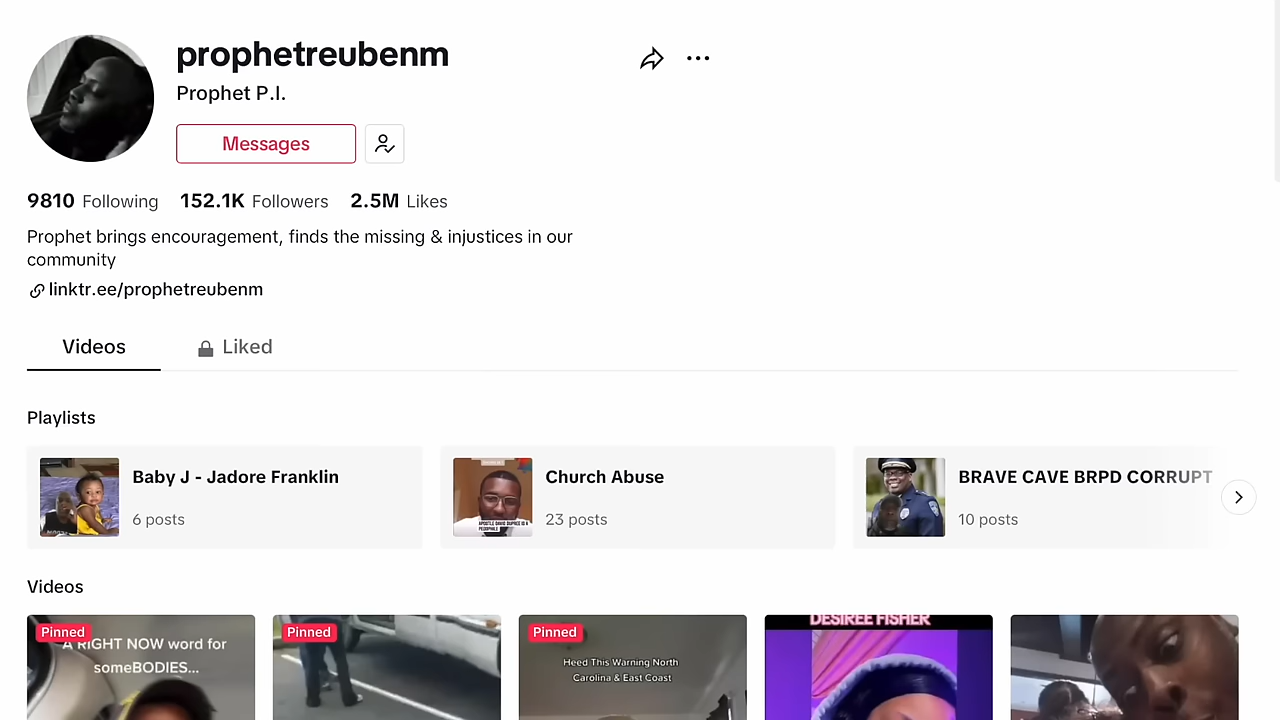 prophetreubenm
Prophet P.I.
Messages
9810 Following 152.1K Followers 2.5M Likes
Prophet brings encouragement, finds the missing & injustices in our
community
linktr.ee/prophetreubenm
Videos Liked
Playlists
Baby J - Jadore Franklin
6 posts
Church Abuse
23 posts
BRAVE CAVE BRPD CORRUPT
10 posts
Videos
Pinned
A RIGHT NOW word for
someBODIES...
Pinned
Pinned
Heed This Warning North
Carolina & East Coast
DESIREE FISHER